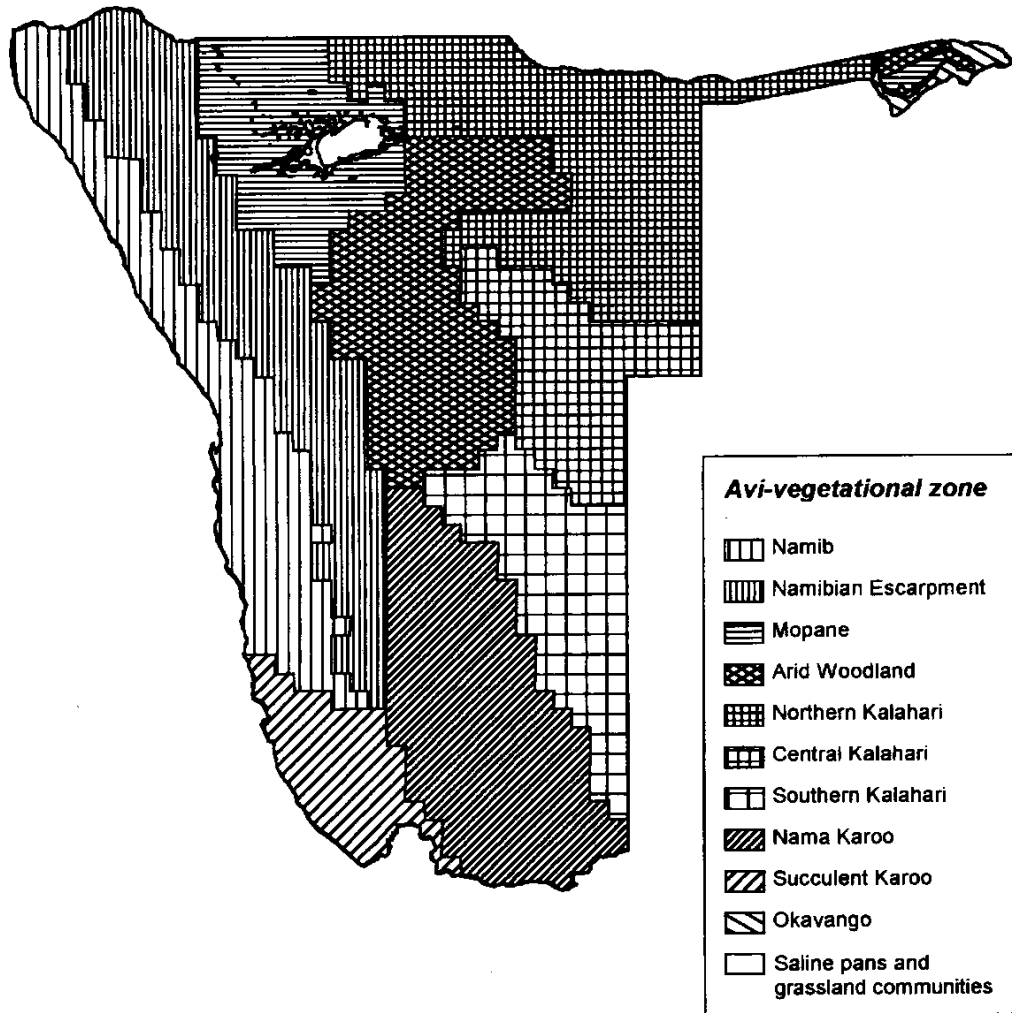 Avi-vegetational zone
Namib
Namibian Escarpment
Mopane
Arid Woodland
Northern Kalahari
Central Kalahari
Southern Kalahari
Nama Karoo
Succulent Karoo
Okavango
Saline pans and
grassland communities